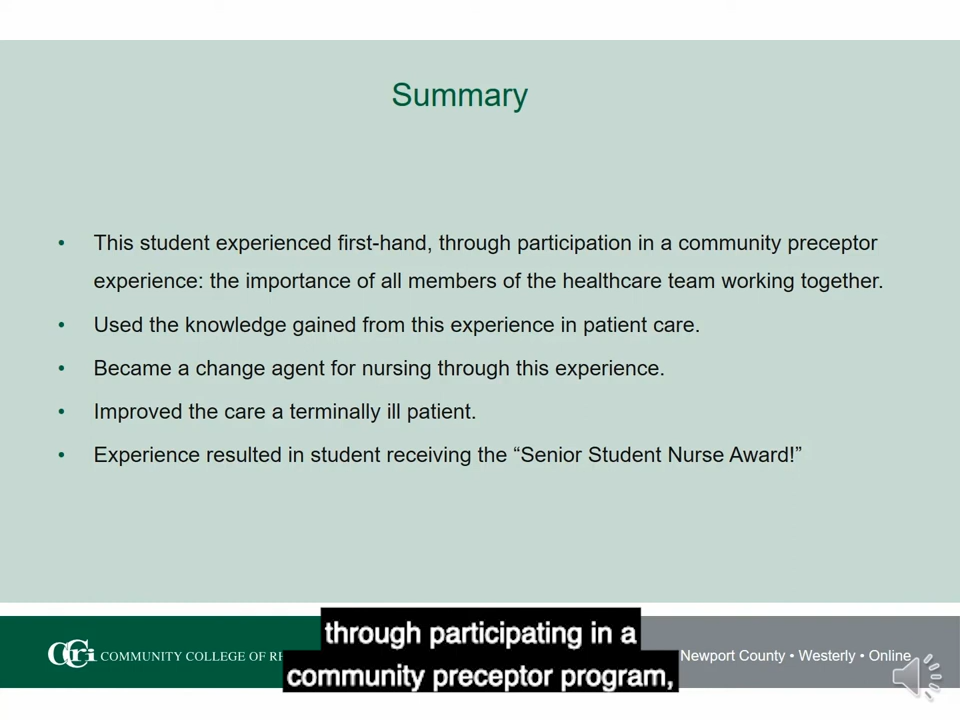 Summary
• This student experienced first-hand, through participation in a community preceptor
experience: the importance of all members of the healthcare team working together.
• Used the knowledge gained from this experience in patient care.
• Became a change agent for nursing through this experience.
• Improved the care a terminally ill patient.
• Experience resulted in student receiving the “Senior Student Nurse Award!”
through participating in a
CCRI COMMUNITY COLLEGE OF RH Newport County • Westerly • Online
community preceptor program,